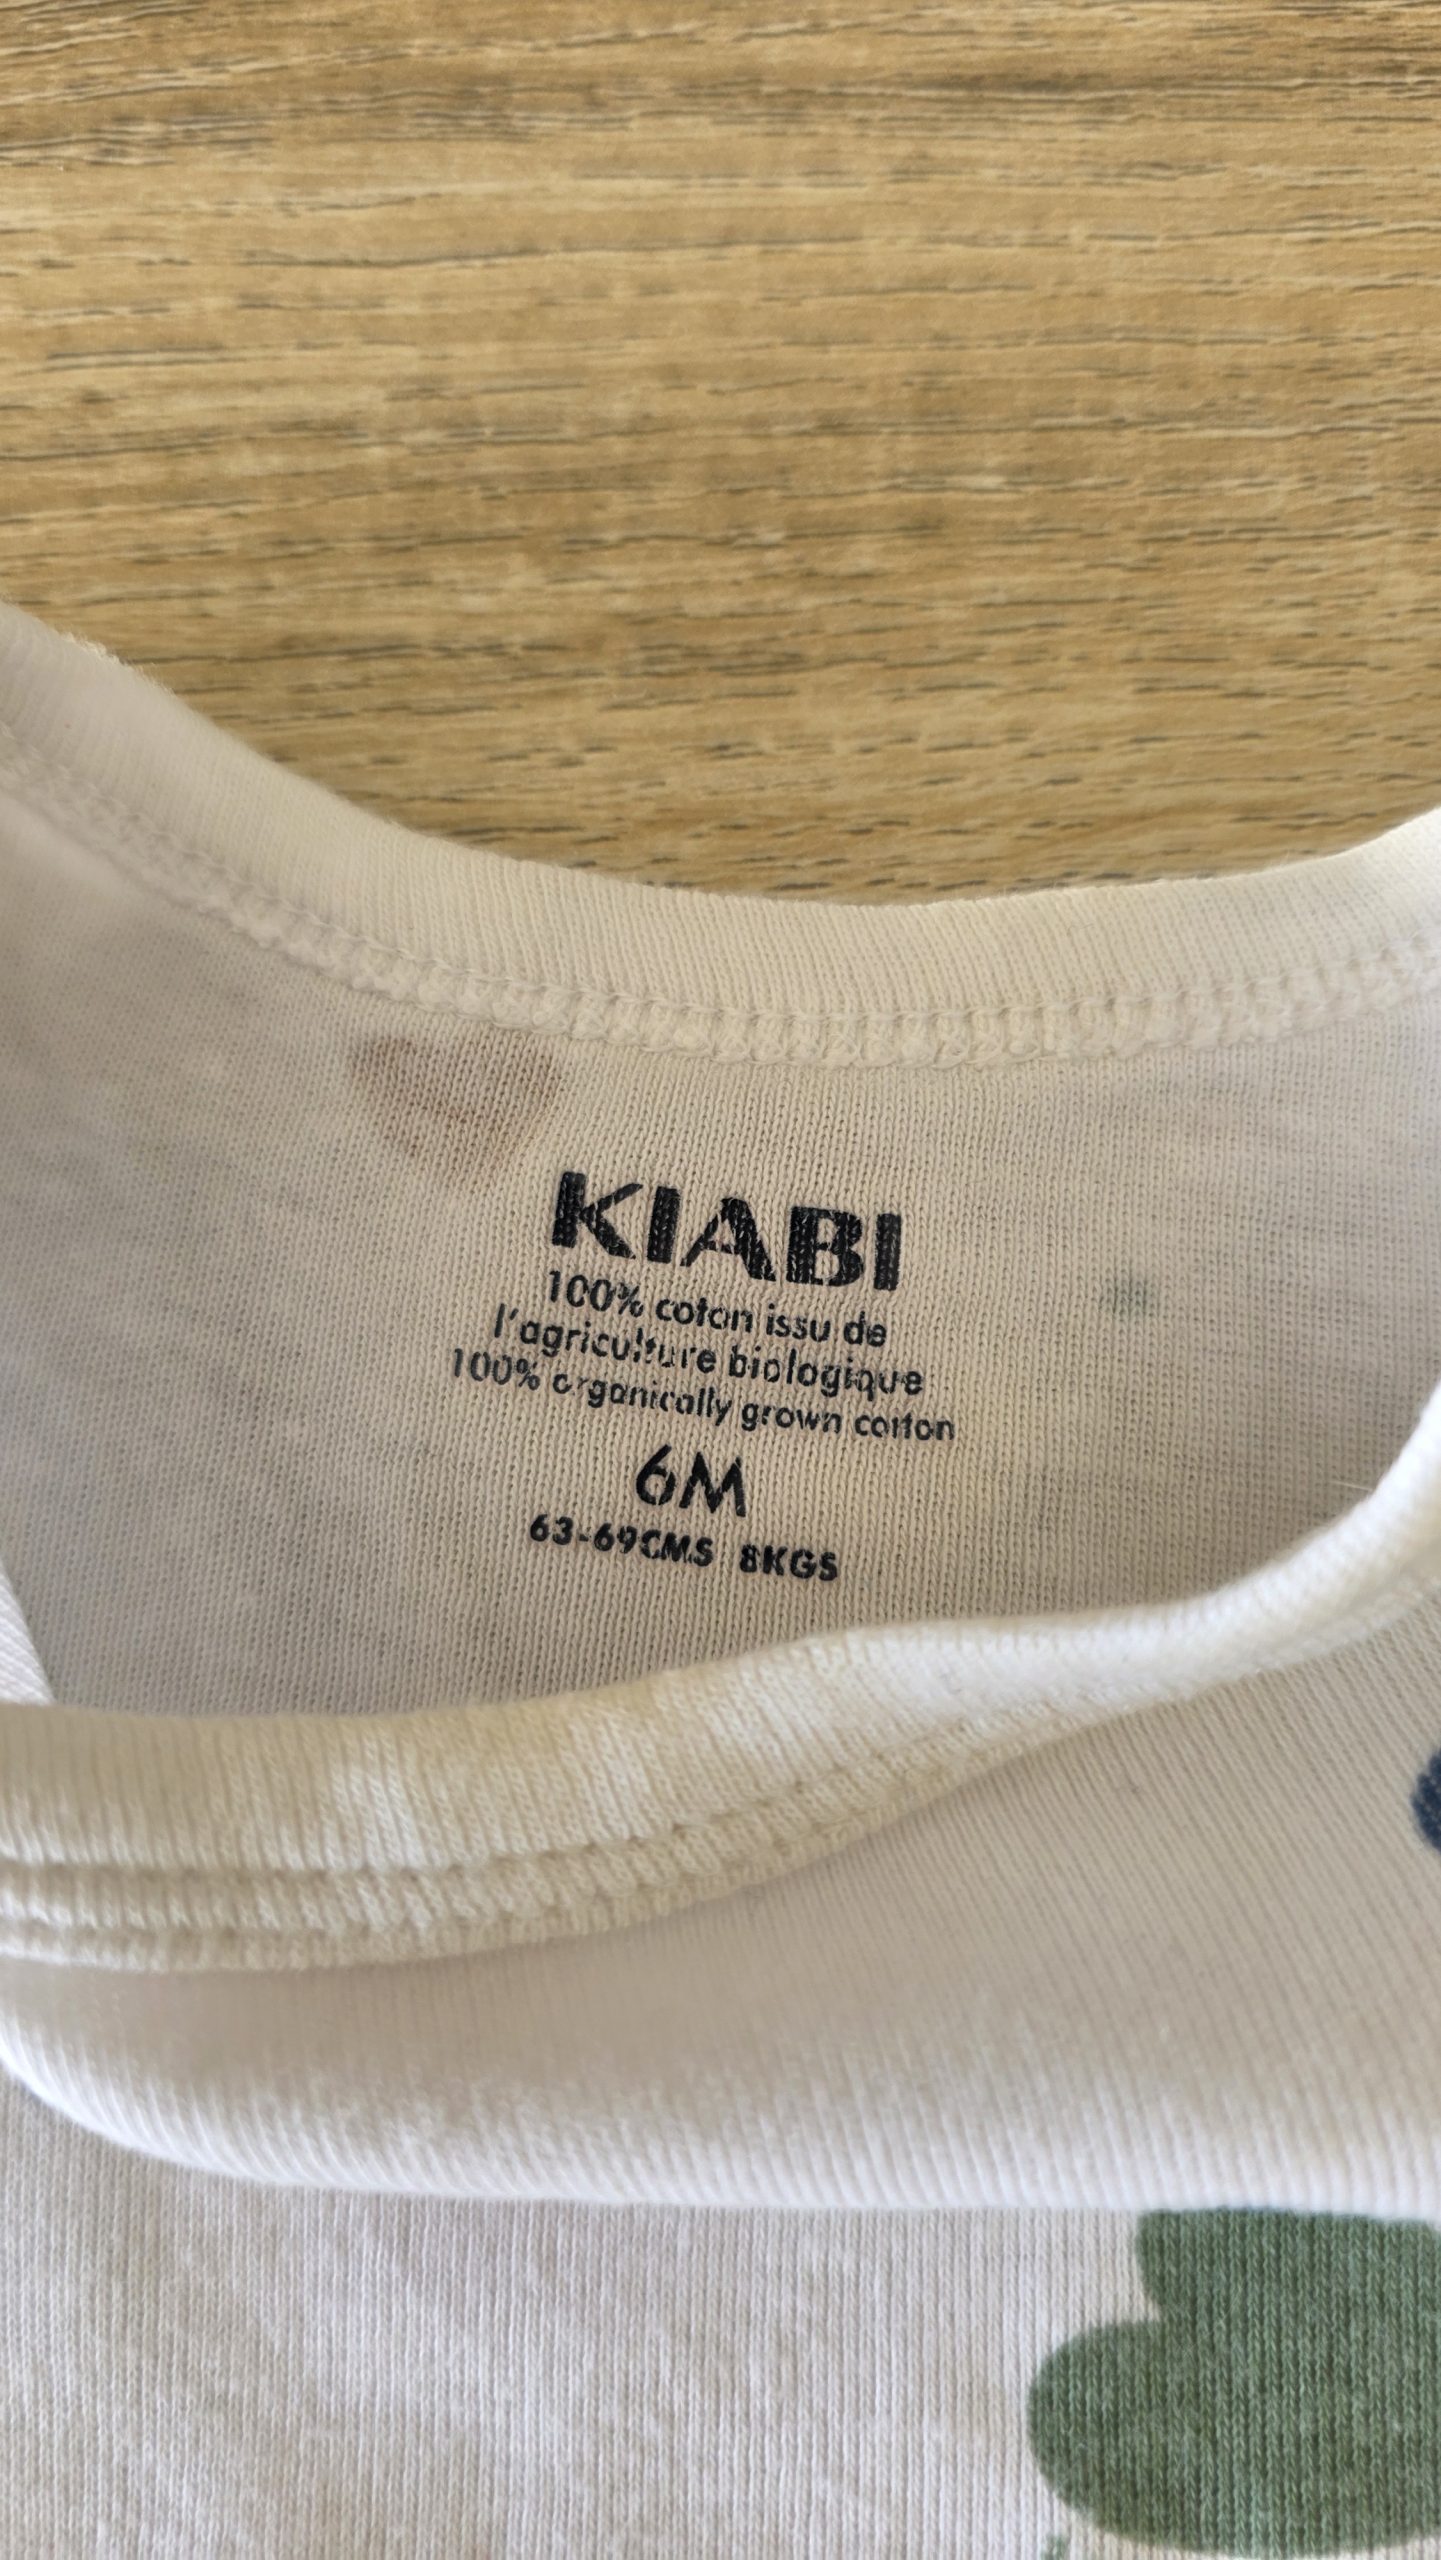 KIABI
100% coton issu de
l'agriculture biologique
100% organically grown cotton
6M
63-69CMS 8KGS